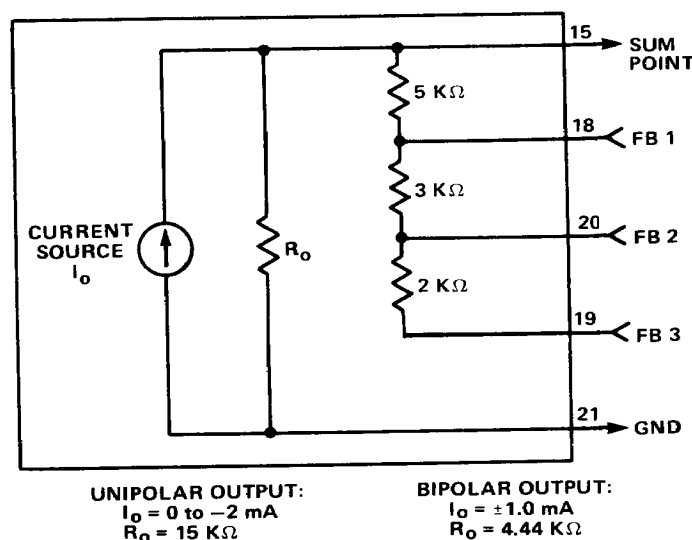 15
SUM
POINT
5 KΩ
18
FB 1
3 KΩ
CURRENT
SOURCE
Io
Ro
20
FB 2
2 KΩ
19
FB 3
21
GND
UNIPOLAR OUTPUT:
Io = 0 to −2 mA
Ro = 15 KΩ
BIPOLAR OUTPUT:
Io = ±1.0 mA
Ro = 4.44 KΩ